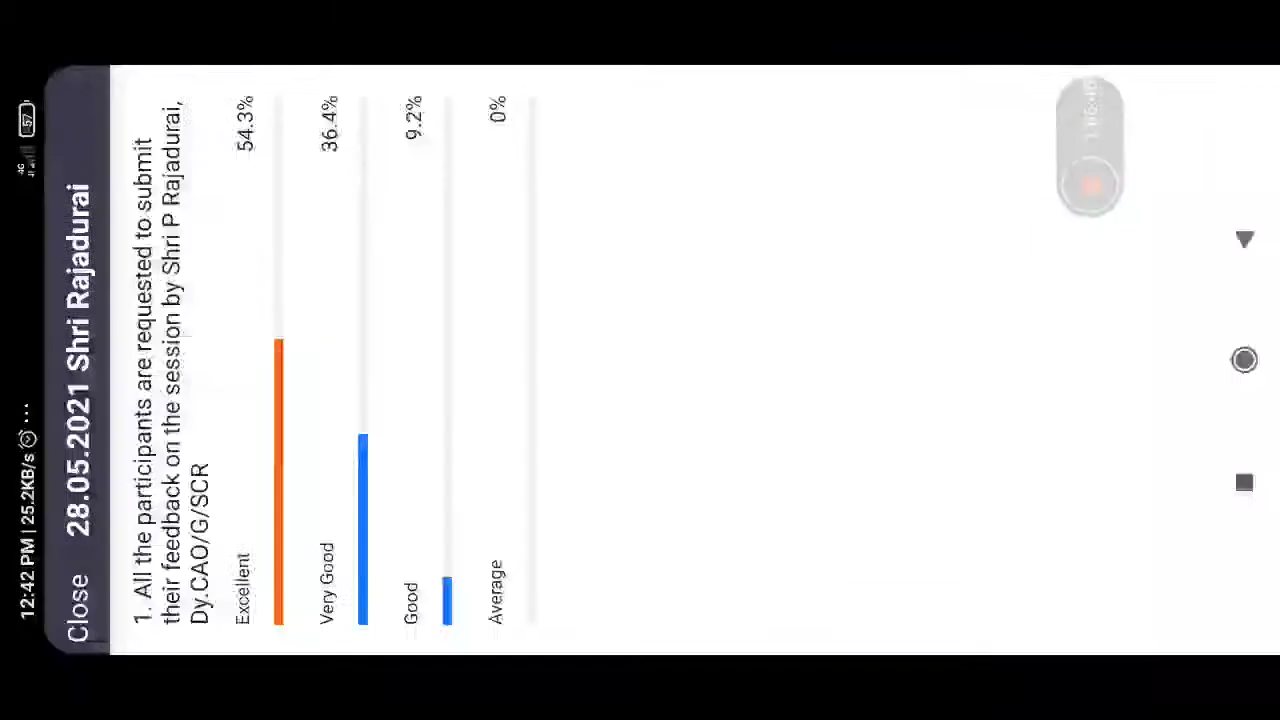 12:42 PM | 25.2KB/s ...
4G
57
Close 28.05.2021 Shri Rajadurai
1. All the participants are requested to submit
their feedback on the session by Shri P Rajadurai,
Dy.CAO/G/SCR
Excellent 54.3%
Very Good 36.4%
Good 9.2%
Average 0%